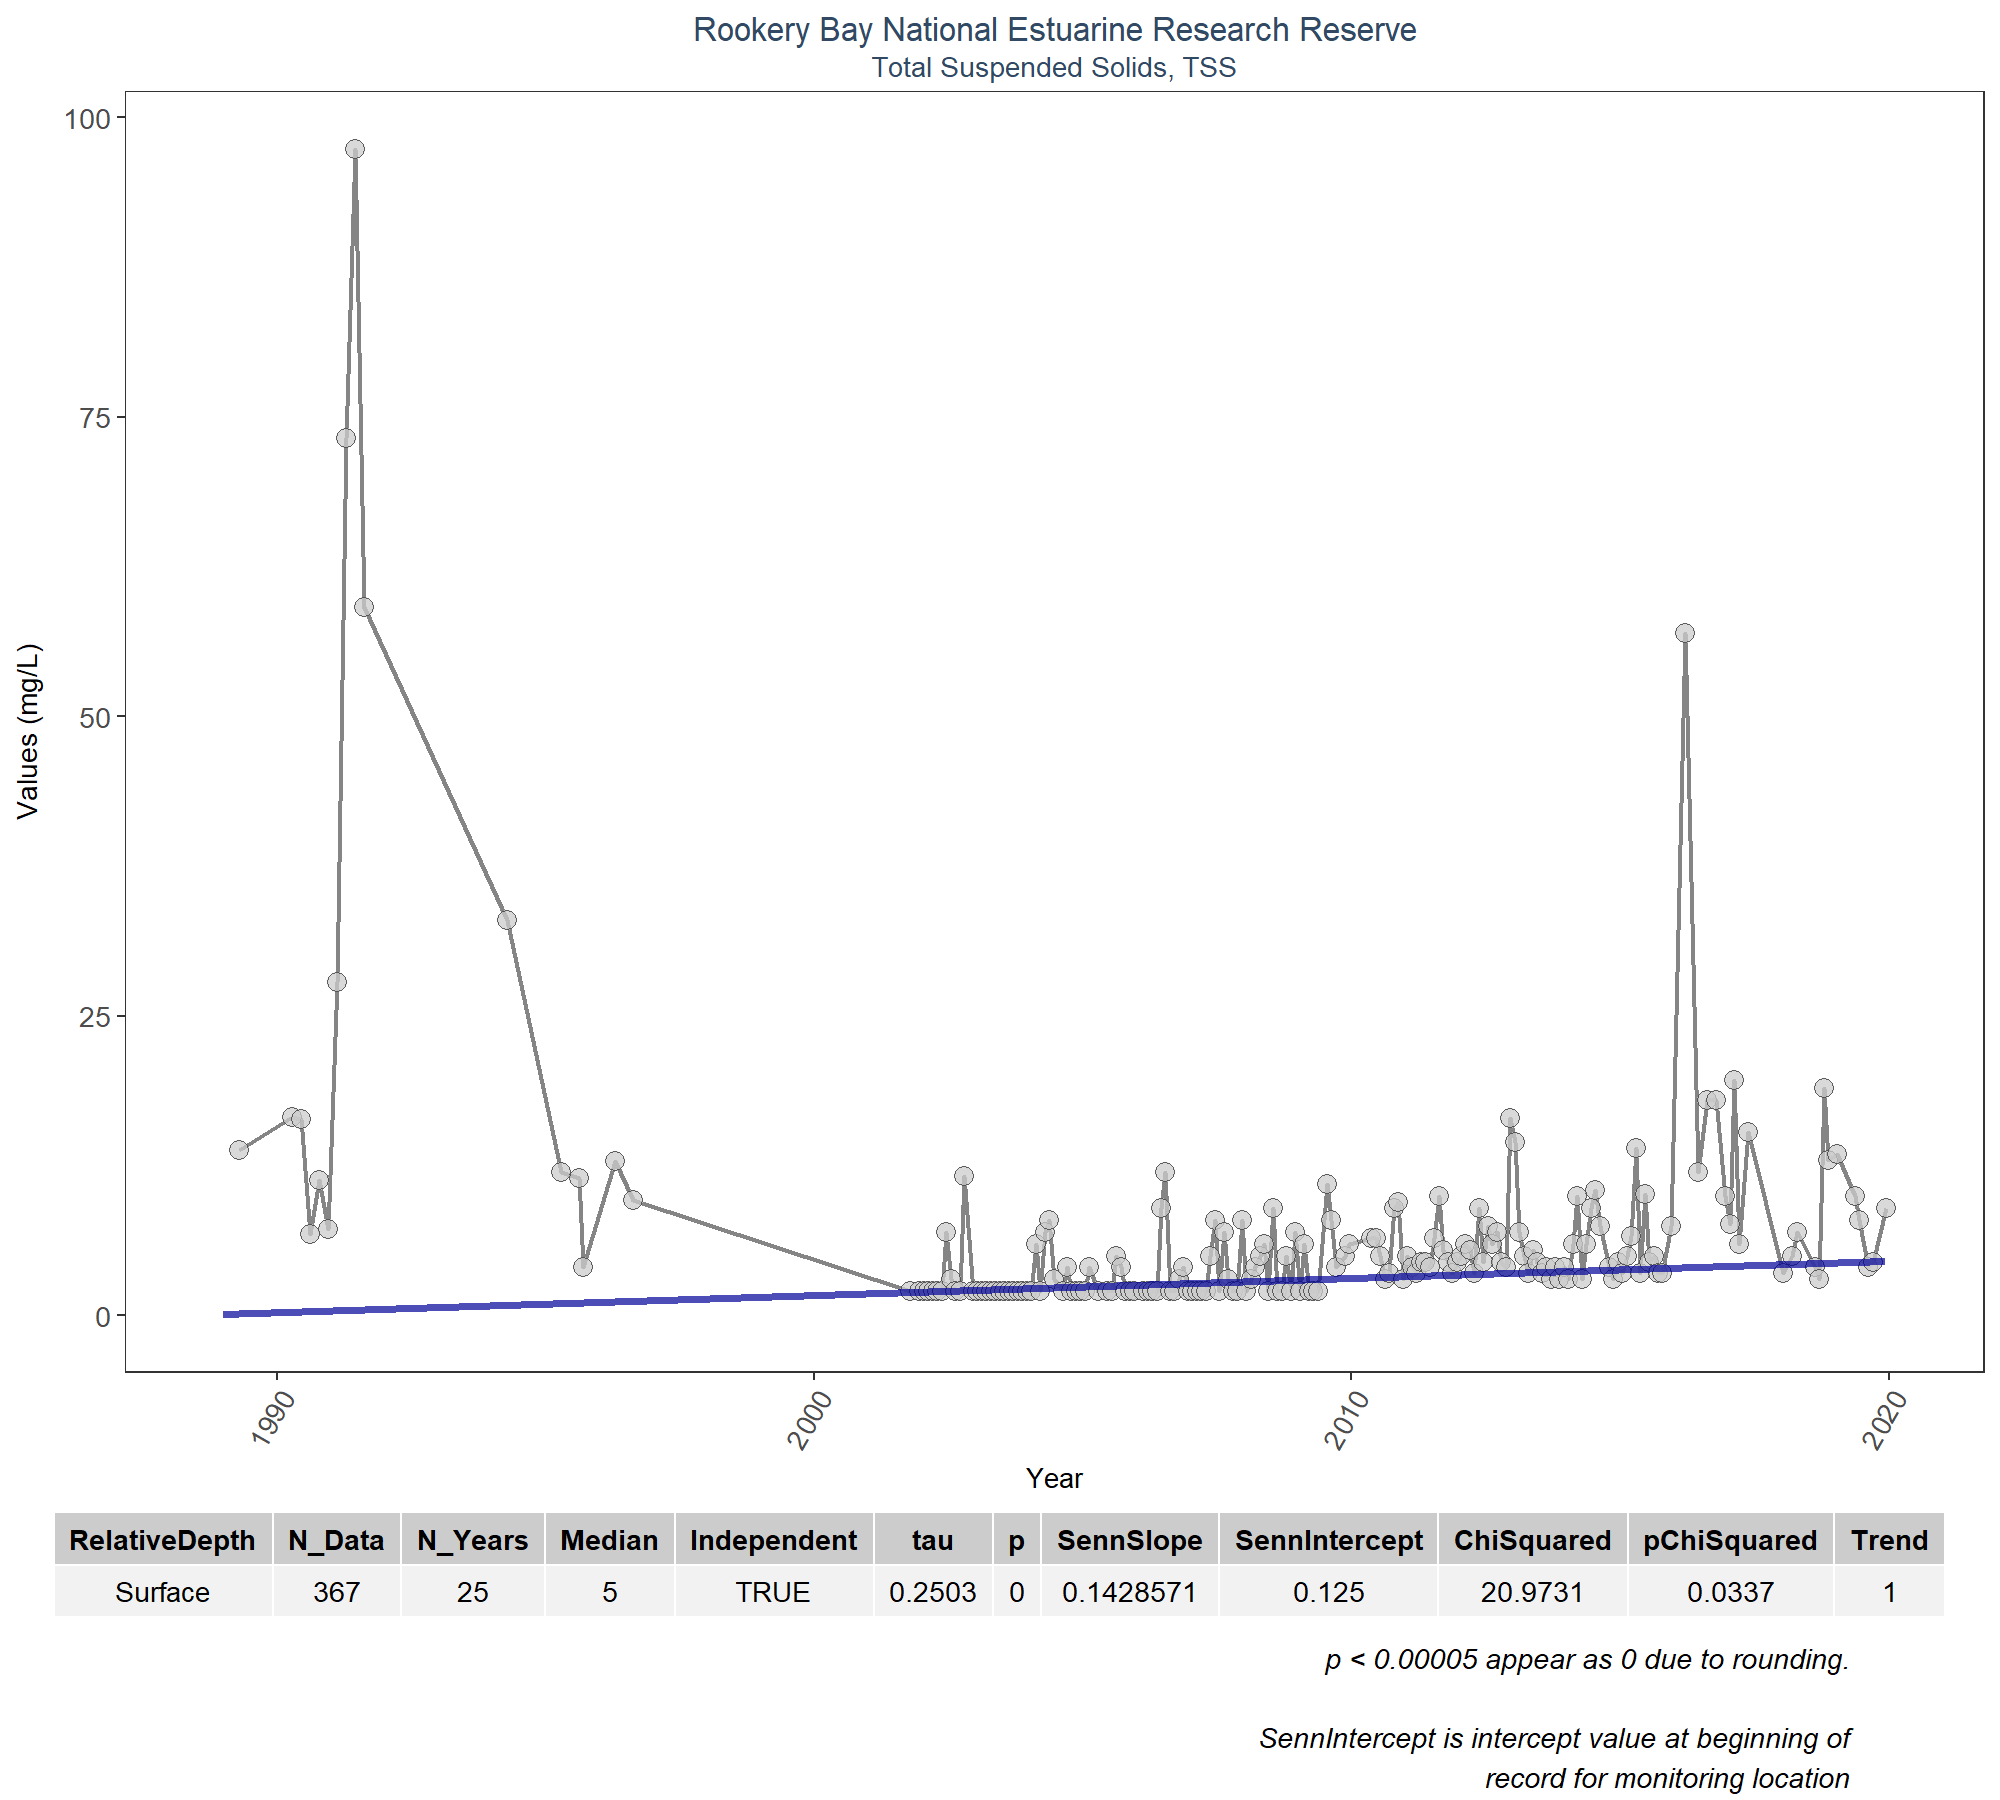 Rookery Bay National Estuarine Research Reserve
Total Suspended Solids, TSS
100
75
50
25
0
Values (mg/L)
1990
2000
2010
2020
Year
RelativeDepth N_Data N_Years Median Independent tau p SennSlope SennIntercept ChiSquared pChiSquared Trend
Surface 367 25 5 TRUE 0.2503 0 0.1428571 0.125 20.9731 0.0337 1
p < 0.00005 appear as 0 due to rounding.
SennIntercept is intercept value at beginning of
record for monitoring location